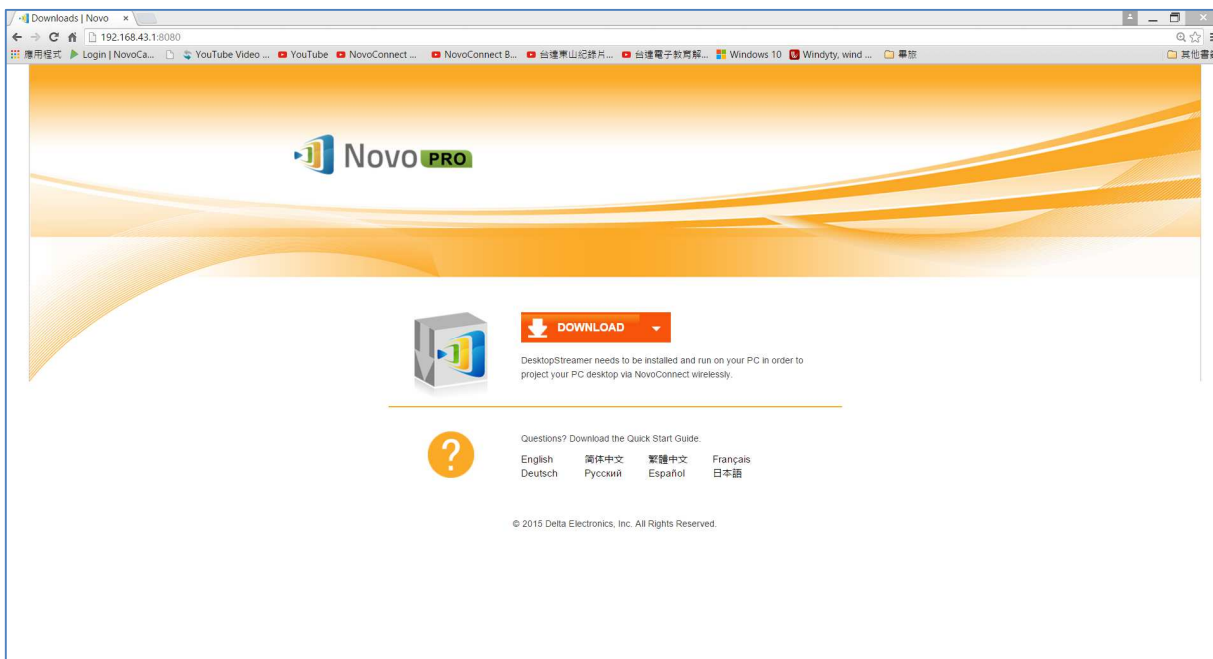 Downloads | Novo
192.168.43.1:8080
應用程式 Login | NovoCa... YouTube Video ... YouTube NovoConnect ... NovoConnect B... 台達東山紀錄片... 台達電子教育解... Windows 10 Windyty, wind ... 畢旅 其他書
Novo PRO
DOWNLOAD
DesktopStreamer needs to be installed and run on your PC in order to
project your PC desktop via NovoConnect wirelessly.
Questions? Download the Quick Start Guide.
English 简体中文 繁體中文 Français
Deutsch Русский Español 日本語
© 2015 Delta Electronics, Inc. All Rights Reserved.